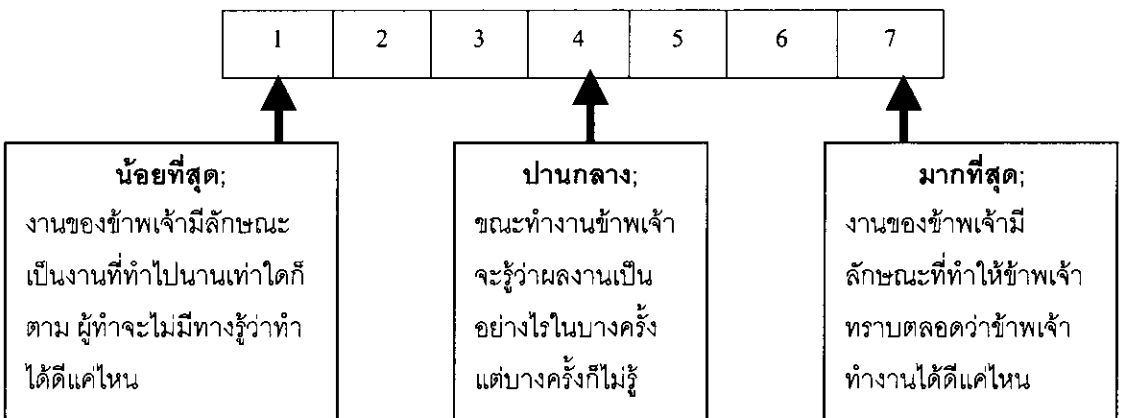 1 2 3 4 5 6 7
น้อยที่สุด;
งานของข้าพเจ้ามีลักษณะ
เป็นงานที่ทำไปนานเท่าใดก็
ตาม ผู้ทำจะไม่มีทางรู้ว่าทำ
ได้ดีแค่ไหน
ปานกลาง;
ขณะทำงานข้าพเจ้า
จะรู้ว่าผลงานเป็น
อย่างไรในบางครั้ง
แต่บางครั้งก็ไม่รู้
มากที่สุด;
งานของข้าพเจ้ามี
ลักษณะที่ทำให้ข้าพเจ้า
ทราบตลอดว่าข้าพเจ้า
ทำงานได้ดีแค่ไหน